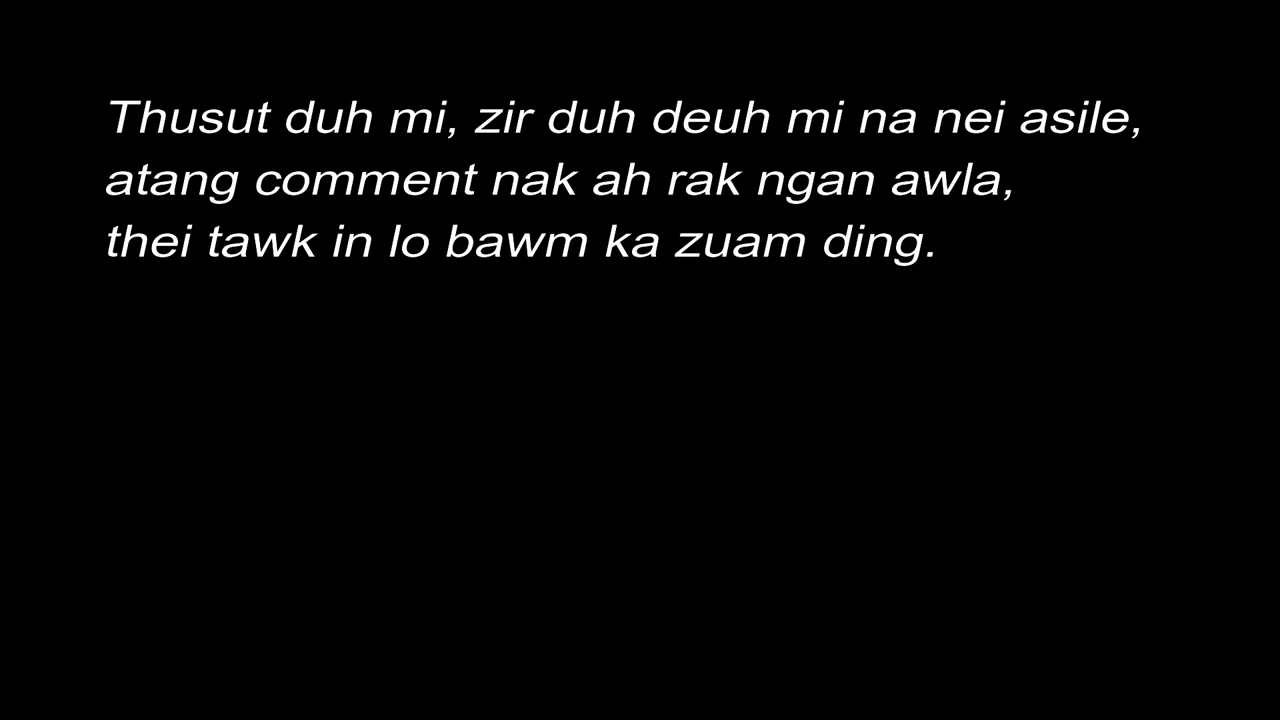 Thusut duh mi, zir duh deuh mi na nei asile,
atang comment nak ah rak ngan awla,
thei tawk in lo bawm ka zuam ding.